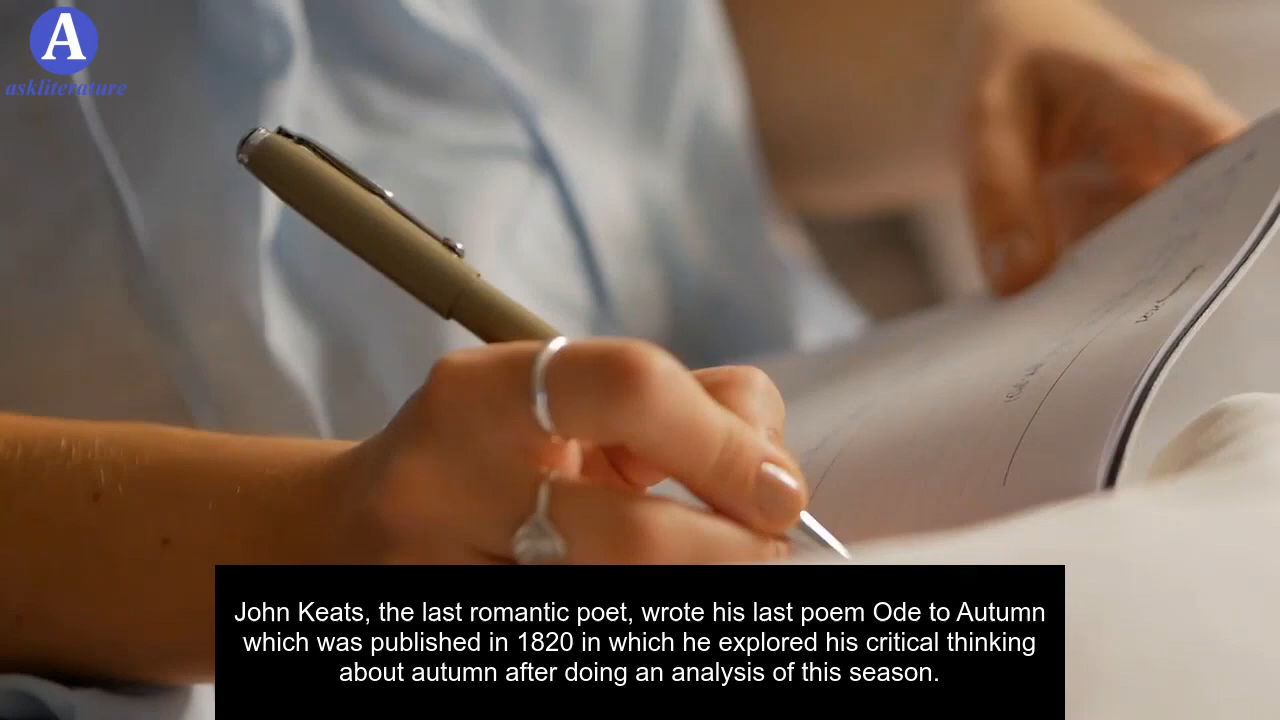 A
askliterature
John Keats, the last romantic poet, wrote his last poem Ode to Autumn
which was published in 1820 in which he explored his critical thinking
about autumn after doing an analysis of this season.